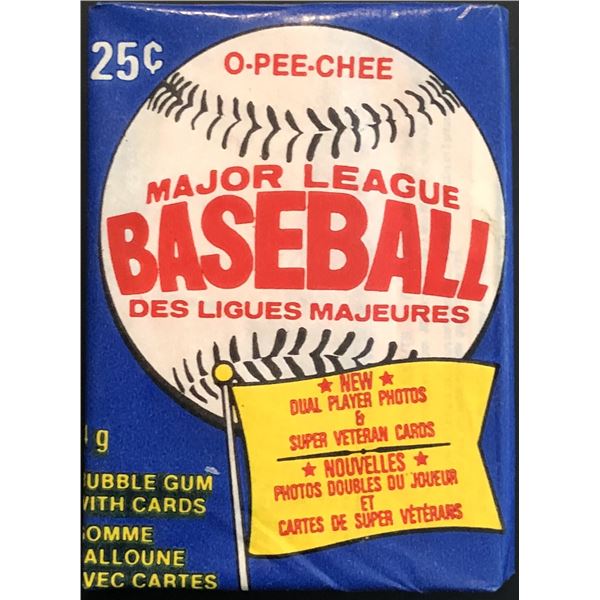 25¢
O-PEE-CHEE
MAJOR LEAGUE
BASEBALL
DES LIGUES MAJEURES
★ NEW ★
DUAL PLAYER PHOTOS
&
SUPER VETERAN CARDS
★ NOUVELLES ★
PHOTOS DOUBLES DU JOUEUR
ET
CARTES DE SUPER VÉTÉRANS
g
UBBLE GUM
WITH CARDS
OMME
ALLOUNE
VEC CARTES